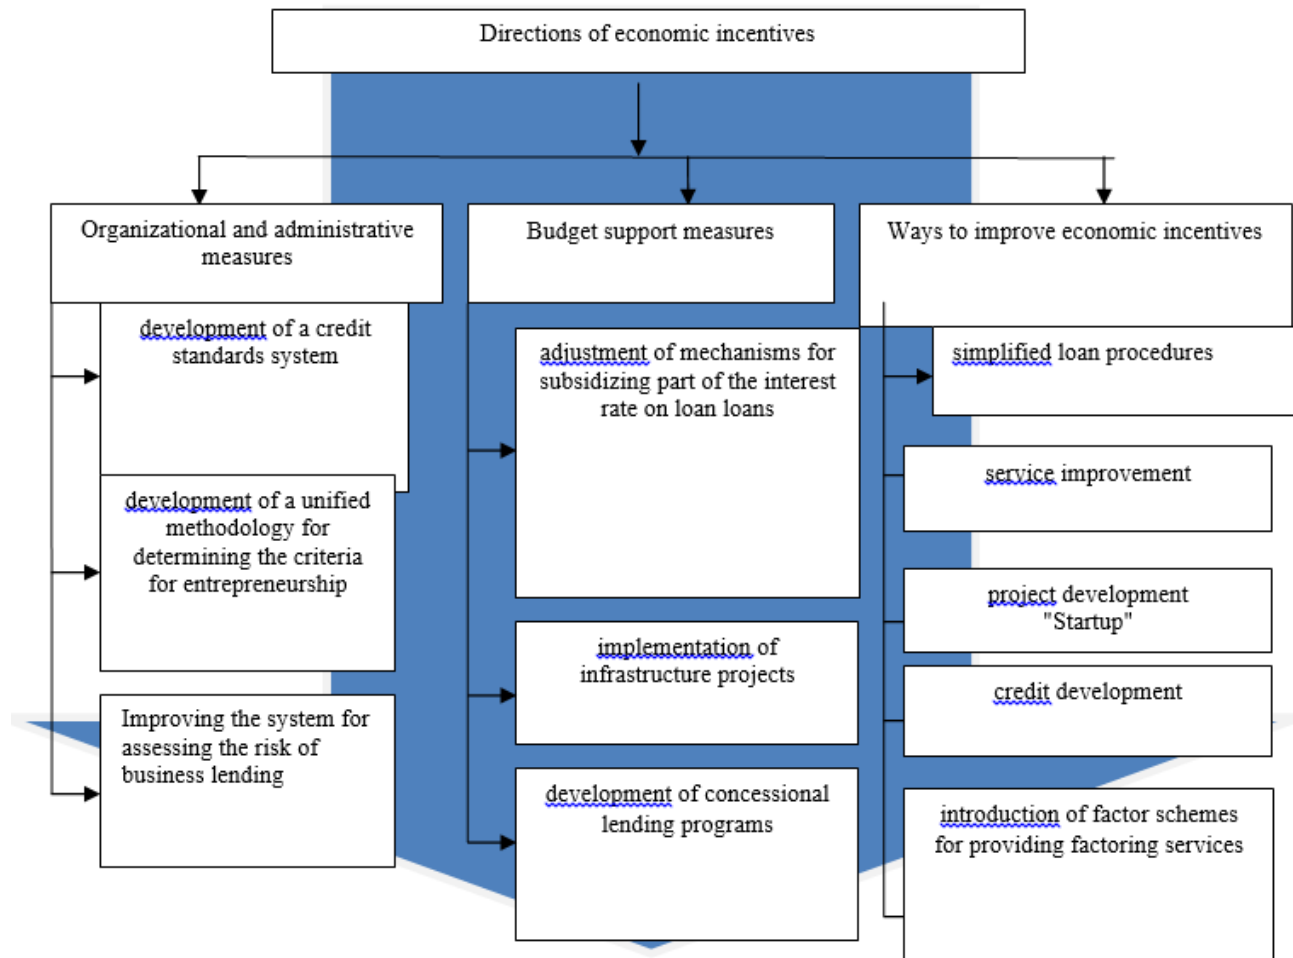 Directions of economic incentives
Organizational and administrative
measures
development of a credit
standards system
development of a unified
methodology for
determining the criteria
for entrepreneurship
Improving the system for
assessing the risk of
business lending
Budget support measures
adjustment of mechanisms for
subsidizing part of the interest
rate on loan loans
implementation of
infrastructure projects
development of concessional
lending programs
Ways to improve economic incentives
simplified loan procedures
service improvement
project development
"Startup"
credit development
introduction of factor schemes
for providing factoring services